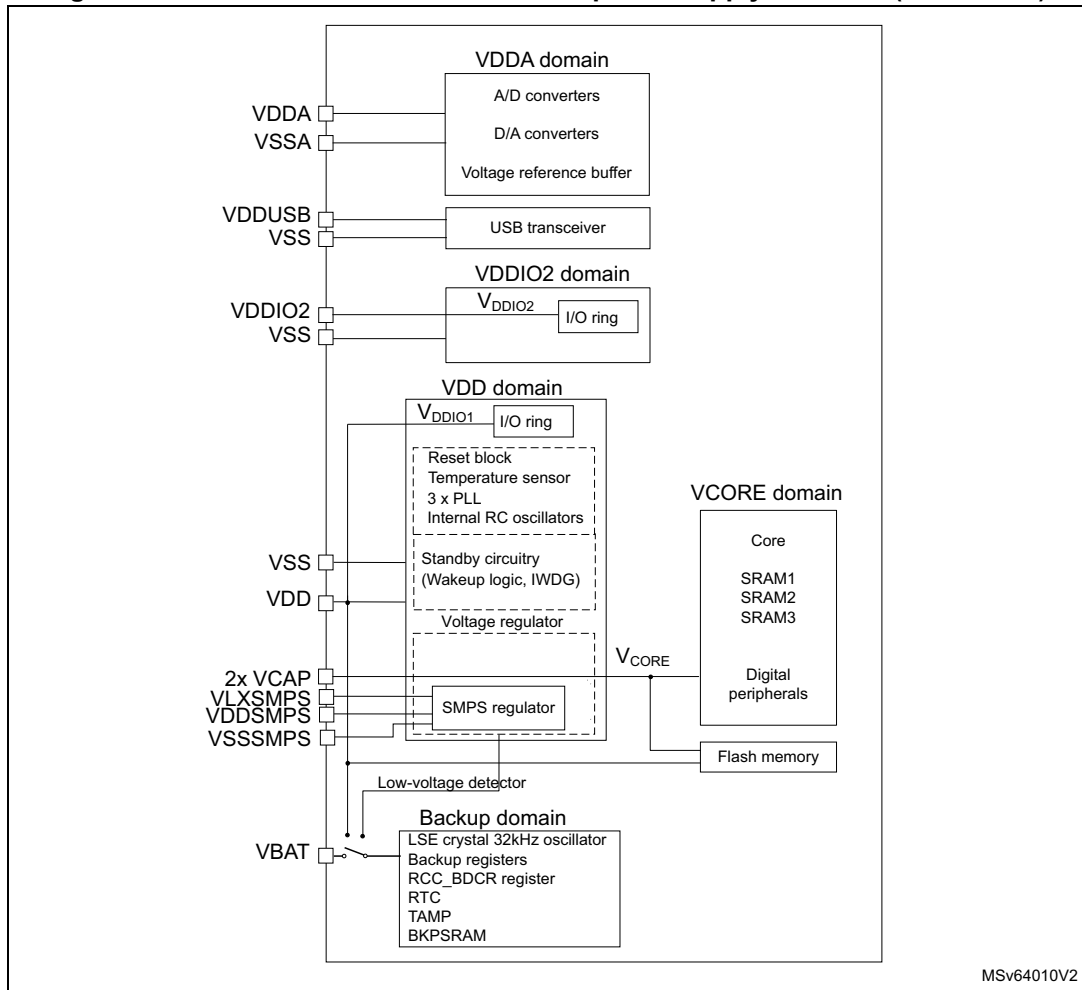 VDDA domain
A/D converters
VDDA
D/A converters
VSSA
Voltage reference buffer
VDDUSB
USB transceiver
VSS
VDDIO2 domain
VDDIO2
VDDIO2
I/O ring
VSS
VDD domain
VDDIO1
I/O ring
Reset block
Temperature sensor
3 x PLL
Internal RC oscillators
VSS
Standby circuitry
(Wakeup logic, IWDG)
VDD
Voltage regulator
VCORE domain
Core
SRAM1
SRAM2
SRAM3
Digital
peripherals
VCORE
2x VCAP
VLXSMPS
SMPS regulator
VDDSMPS
VSSSMPS
Flash memory
Low-voltage detector
Backup domain
VBAT
LSE crystal 32kHz oscillator
Backup registers
RCC_BDCR register
RTC
TAMP
BKPSRAM
MSv64010V2